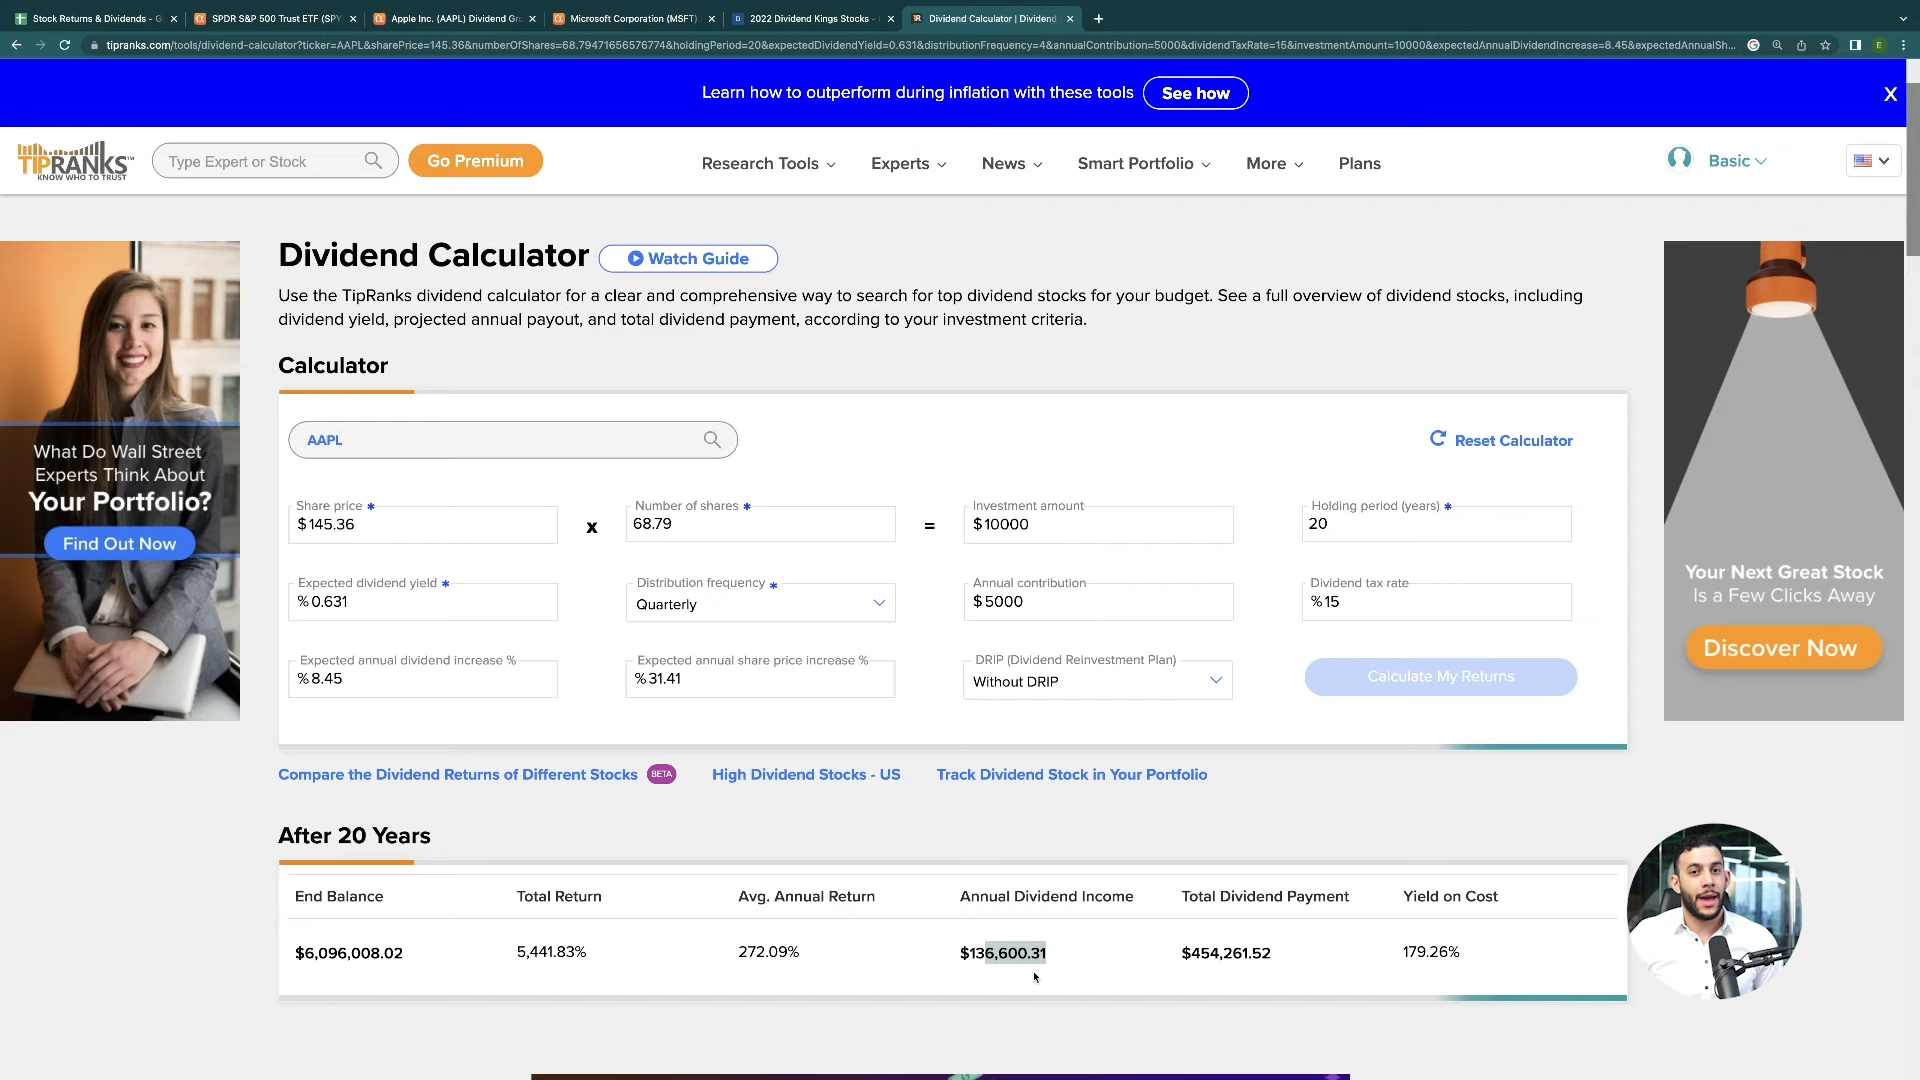 Stock Returns & Dividends - G
SPDR S&P 500 Trust ETF (SPY
Apple Inc. (AAPL) Dividend Gr
Microsoft Corporation (MSFT)
2022 Dividend Kings Stocks -
Dividend Calculator | Dividend
tipranks.com/tools/dividend-calculator?ticker=AAPL&sharePrice=145.36&numberOfShares=68.79471656576774&holdingPeriod=20&expectedDividendYield=0.631&distributionFrequency=4&annualContribution=5000&dividendTaxRate=15&investmentAmount=10000&expectedAnnualDividendIncrease=8.45&expectedAnnualSh...
E
Learn how to outperform during inflation with these tools
See how
X
TIPRANKS™
KNOW WHO TO TRUST
Type Expert or Stock
Go Premium
Research Tools
Experts
News
Smart Portfolio
More
Plans
Basic
Dividend Calculator
Watch Guide
Use the TipRanks dividend calculator for a clear and comprehensive way to search for top dividend stocks for your budget. See a full overview of dividend stocks, including
dividend yield, projected annual payout, and total dividend payment, according to your investment criteria.
Calculator
AAPL
Reset Calculator
Share price *
$145.36
x
Number of shares *
68.79
=
Investment amount
$10000
Holding period (years) *
20
Expected dividend yield *
%0.631
Distribution frequency *
Quarterly
Annual contribution
$5000
Dividend tax rate
%15
Expected annual dividend increase %
%8.45
Expected annual share price increase %
%31.41
DRIP (Dividend Reinvestment Plan)
Without DRIP
Calculate My Returns
Compare the Dividend Returns of Different Stocks BETA
High Dividend Stocks - US
Track Dividend Stock in Your Portfolio
After 20 Years
End Balance
Total Return
Avg. Annual Return
Annual Dividend Income
Total Dividend Payment
Yield on Cost
$6,096,008.02
5,441.83%
272.09%
$136,600.31
$454,261.52
179.26%
What Do Wall Street
Experts Think About
Your Portfolio?
Find Out Now
Your Next Great Stock
Is a Few Clicks Away
Discover Now